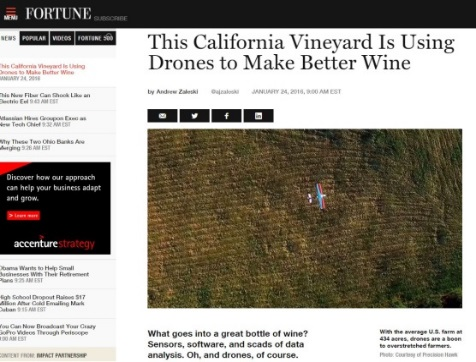 MENU
FORTUNE
SUBSCRIBE
NEWS
POPULAR
VIDEOS
FORTUNE 500
This California Vineyard Is Using
Drones to Make Better Wine
JANUARY 24, 2016
This New Fiber Can Shock Like an
Electric Eel 9:43 AM EST
Atlassian Hires Groupon Exec as
New Tech Chief 9:32 AM EST
Why These Two Ohio Banks Are
Merging 9:26 AM EST
Discover how our approach
can help your business adapt
and grow.
> Learn more
accenturestrategy
Obama Wants to Help Small
Businesses With Their Retirement
Plans 9:25 AM EST
High School Dropout Raises $17
Million After Cold Emailing Mark
Cuban 9:15 AM EST
You Can Now Broadcast Your Crazy
GoPro Videos Through Periscope
9:00 AM EST
CONTENT FROM IMPACT PARTNERSHIP
This California Vineyard Is Using
Drones to Make Better Wine
by Andrew Zaleski
@ajzaleski
JANUARY 24, 2016, 9:00 AM EST
What goes into a great bottle of wine?
Sensors, software, and scads of data
analysis. Oh, and drones, of course.
With the average U.S. farm at
434 acres, drones are a boon
to overstretched farmers.
Photo: Courtesy of PrecisionHawk